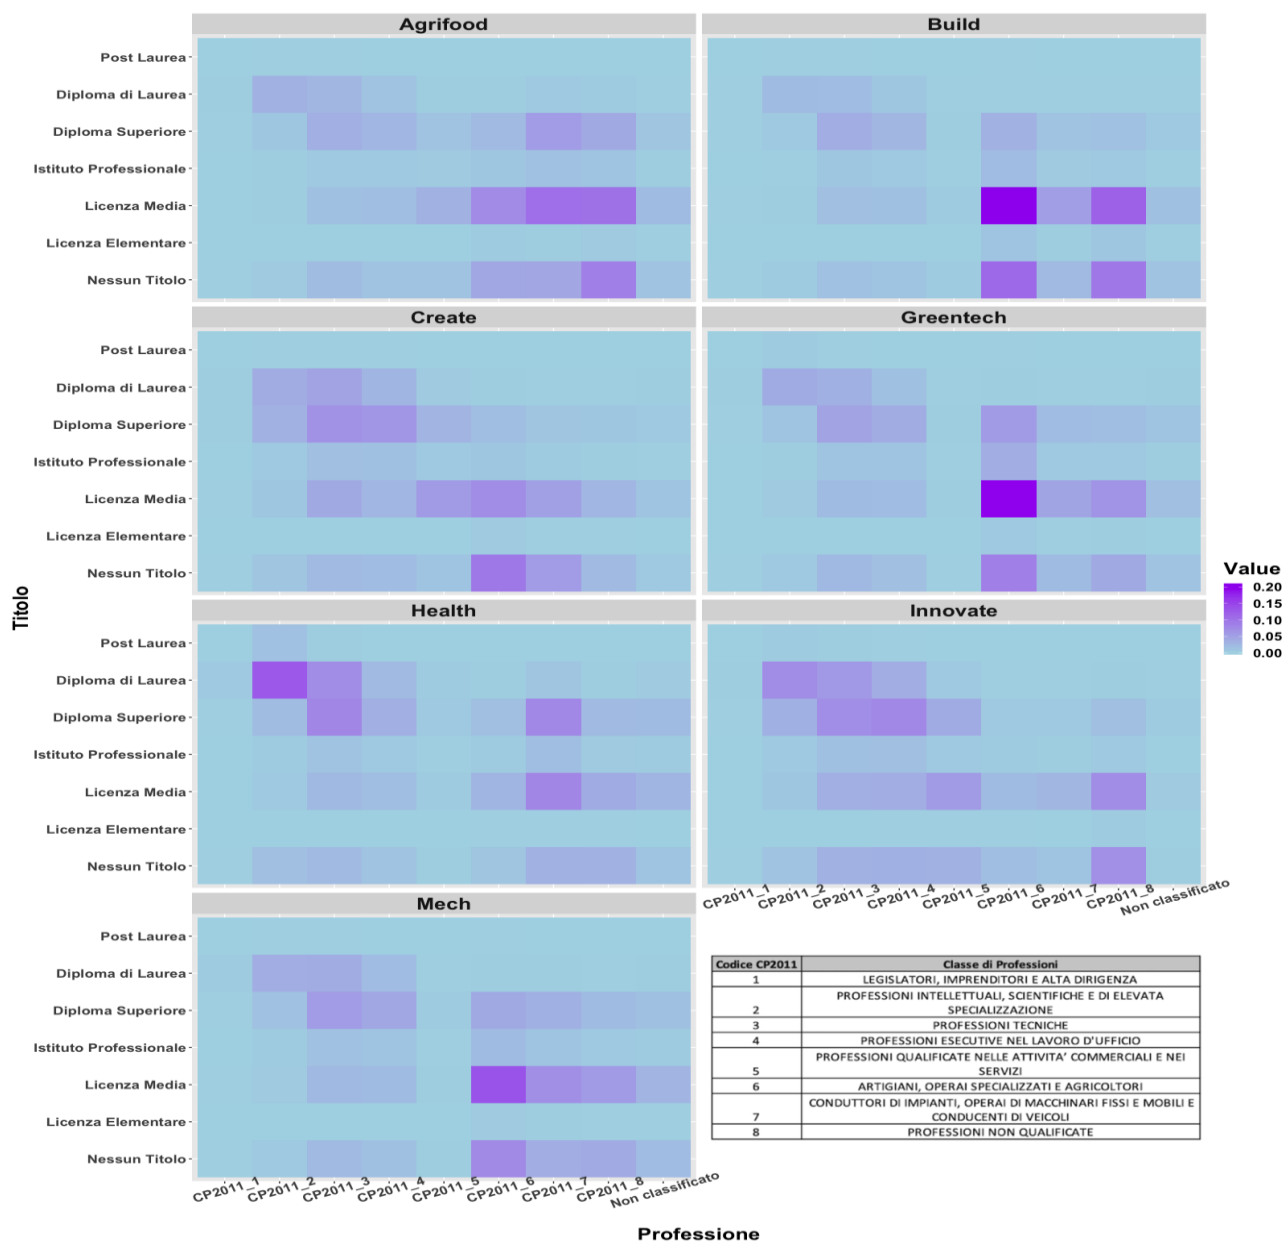 Agrifood
Build
Post Laurea
Diploma di Laurea
Diploma Superiore
Istituto Professionale
Licenza Media
Licenza Elementare
Nessun Titolo
Create
Greentech
Post Laurea
Diploma di Laurea
Diploma Superiore
Istituto Professionale
Licenza Media
Licenza Elementare
Nessun Titolo
Titolo
Value
0.20
0.15
0.10
0.05
0.00
Health
Innovate
Post Laurea
Diploma di Laurea
Diploma Superiore
Istituto Professionale
Licenza Media
Licenza Elementare
Nessun Titolo
CP2011_1 CP2011_2 CP2011_3 CP2011_4 CP2011_5 CP2011_6 CP2011_7 CP2011_8 Non classificato
Mech
Post Laurea
Diploma di Laurea
Diploma Superiore
Istituto Professionale
Licenza Media
Licenza Elementare
Nessun Titolo
CP2011_1 CP2011_2 CP2011_3 CP2011_4 CP2011_5 CP2011_6 CP2011_7 CP2011_8 Non classificato
Professione
Codice CP2011 Classe di Professioni
1 LEGISLATORI, IMPRENDITORI E ALTA DIRIGENZA
PROFESSIONI INTELLETTUALI, SCIENTIFICHE E DI ELEVATA
2 SPECIALIZZAZIONE
3 PROFESSIONI TECNICHE
4 PROFESSIONI ESECUTIVE NEL LAVORO D'UFFICIO
PROFESSIONI QUALIFICATE NELLE ATTIVITA' COMMERCIALI E NEI
5 SERVIZI
6 ARTIGIANI, OPERAI SPECIALIZZATI E AGRICOLTORI
CONDUTTORI DI IMPIANTI, OPERAI DI MACCHINARI FISSI E MOBILI E
7 CONDUCENTI DI VEICOLI
8 PROFESSIONI NON QUALIFICATE